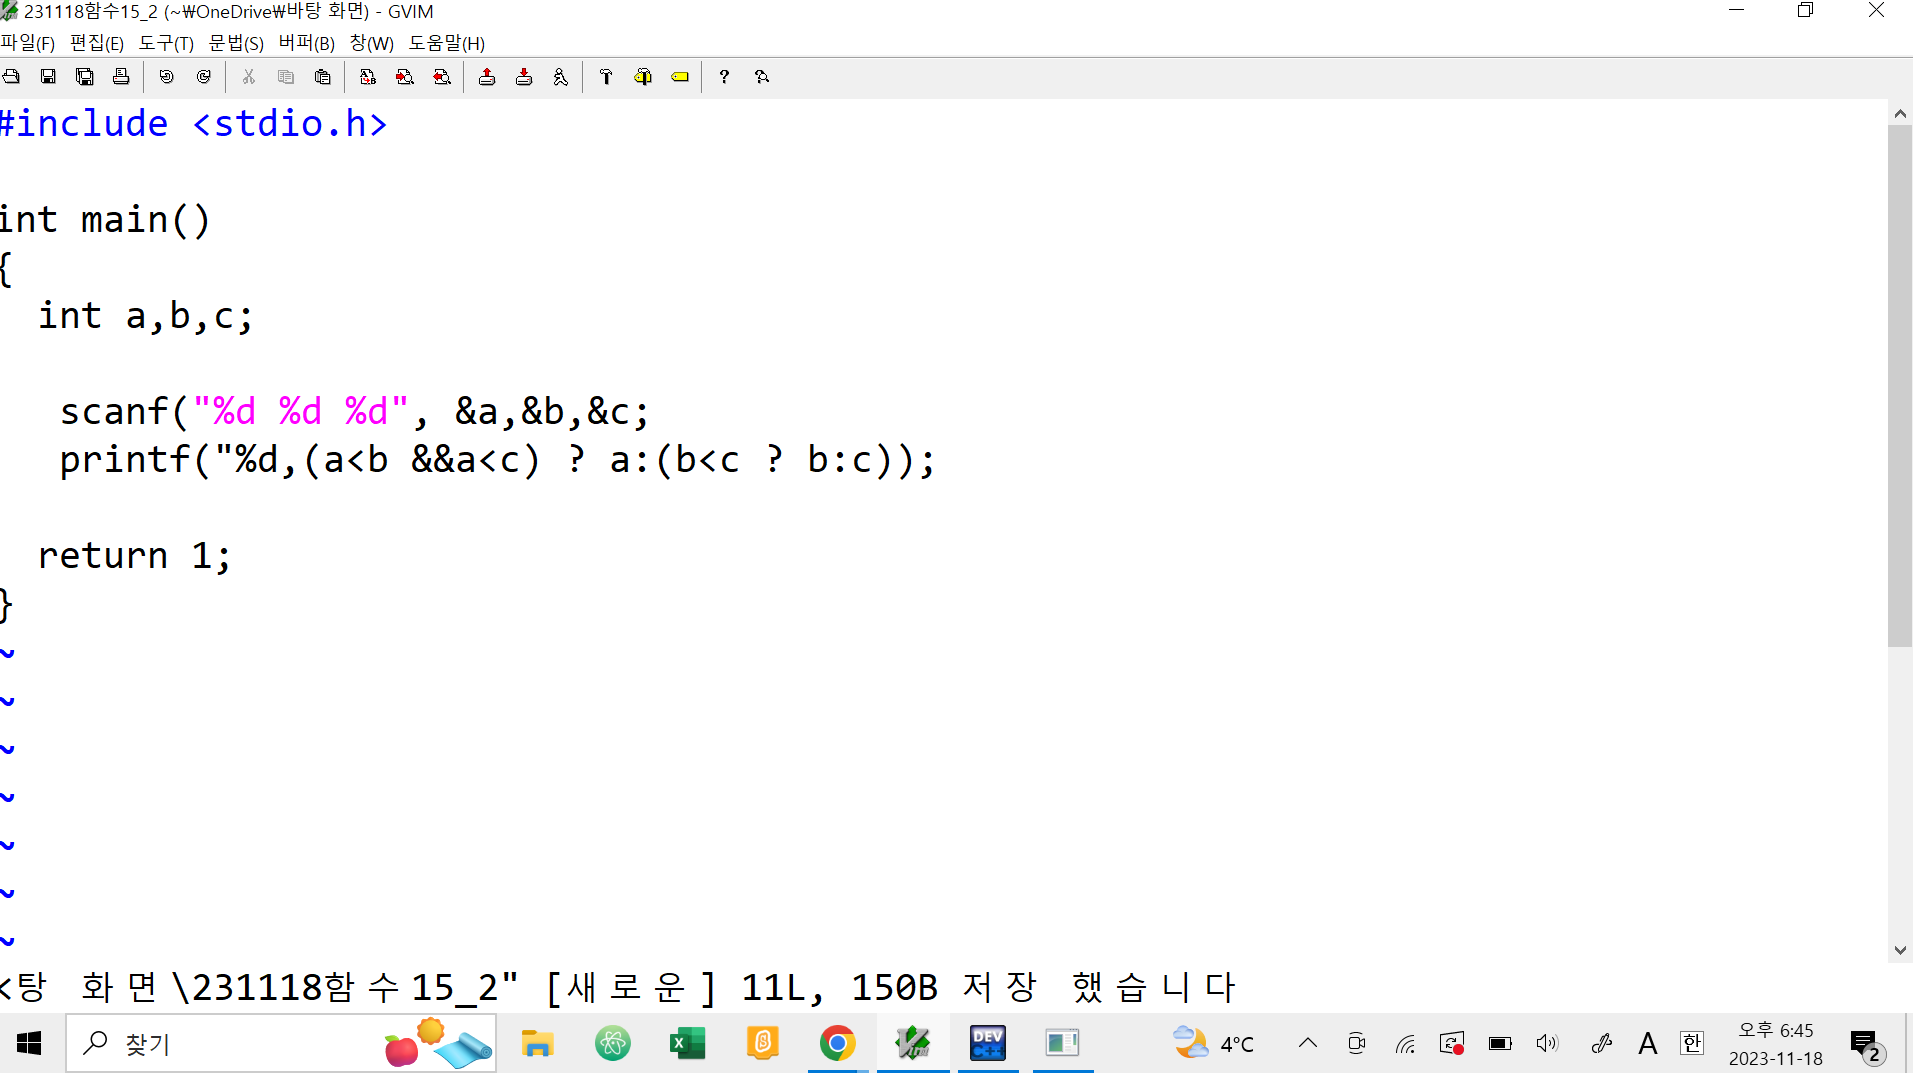 231118함수15_2 (~₩OneDrive₩바탕 화면) - GVIM
파일(F) 편집(E) 도구(T) 문법(S) 버퍼(B) 창(W) 도움말(H)
#include <stdio.h>
int main()
{
int a,b,c;
scanf("%d %d %d", &a,&b,&c;
printf("%d,(a<b &&a<c) ? a:(b<c ? b:c));
return 1;
}
~
~
~
~
~
~
~
<탕 화면\231118함수15_2" [새로운] 11L, 150B 저장 했습니다
찾기
DEV C++
4°C
A
한
오후 6:45
2023-11-18
2